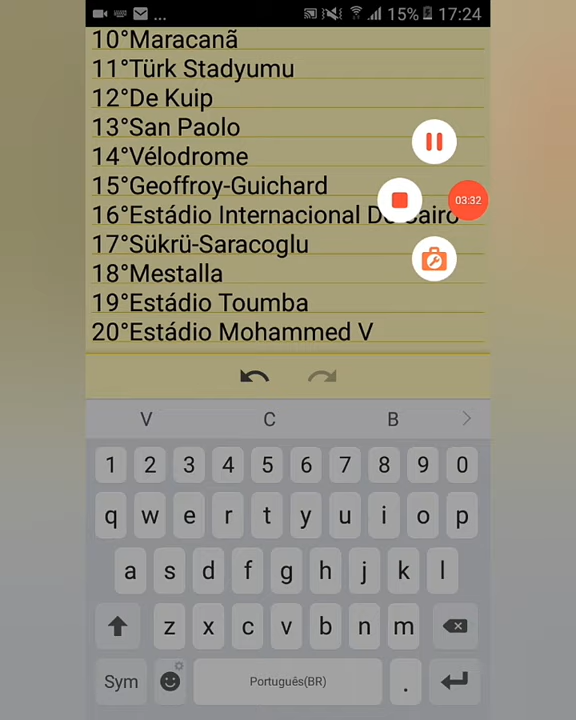 ... 15% 17:24
10°Maracanã
11°Türk Stadyumu
12°De Kuip
13°San Paolo
14°Vélodrome
15°Geoffroy-Guichard
03:32
16°Estádio Internacional Do Cairo
17°Sükrü-Saracoglu
18°Mestalla
19°Estádio Toumba
20°Estádio Mohammed V
V C B
1 2 3 4 5 6 7 8 9 0
q w e r t y u i o p
a s d f g h j k l
z x c v b n m
Sym Português(BR) .